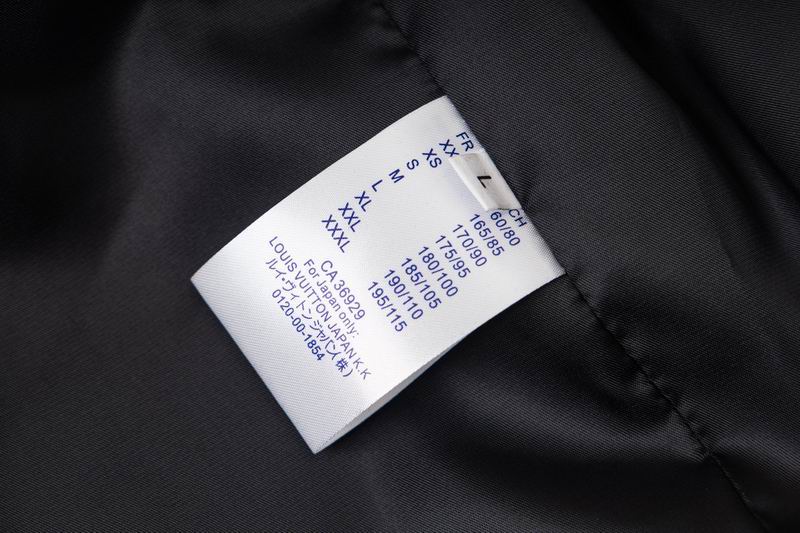 FR CH
XX 60/80
L
XS 165/85
S 170/90
M 175/95
L 180/100
XL 185/105
XXL 190/110
XXXL 195/115
CA 36929
For Japan only:
LOUIS VUITTON JAPAN K.K
ルイ・ヴィトンジャパン(株)
0120-00-1854